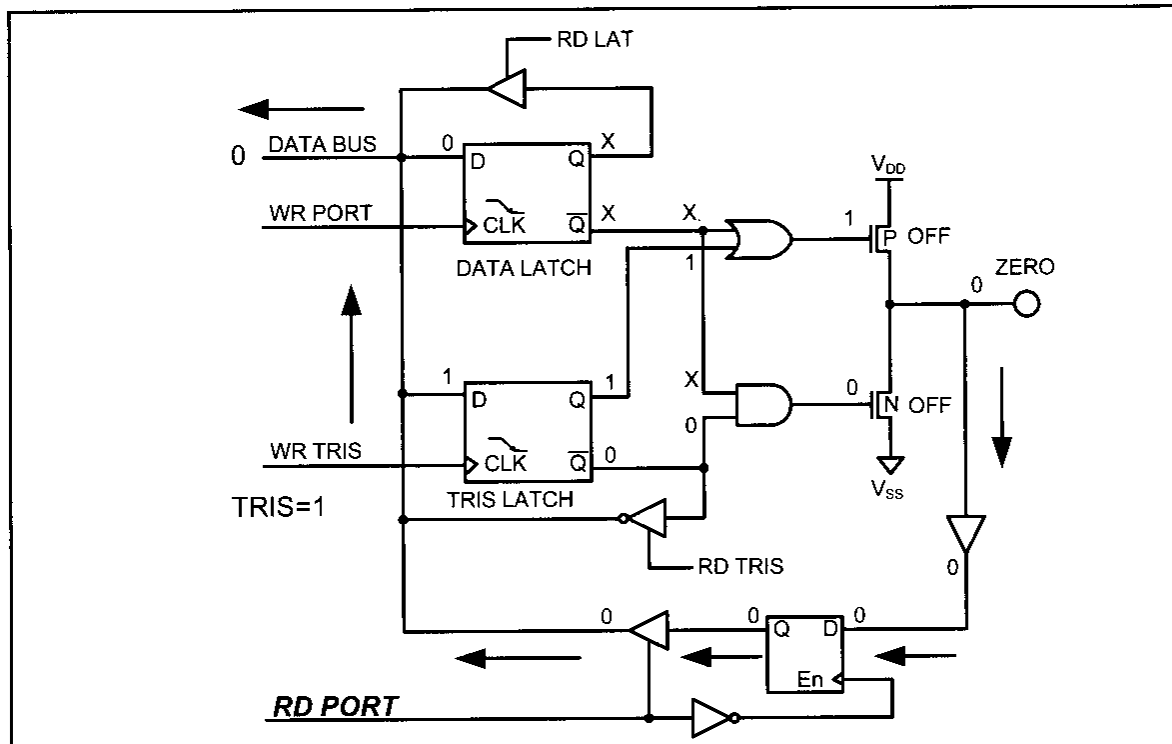 RD LAT
0 DATA BUS 0 D Q X
V_DD
WR PORT CLK Q̅ X X 1 P OFF
DATA LATCH 1
0 ZERO
1 D Q 1 X 0 N OFF
0
WR TRIS CLK Q̅ 0
TRIS=1 TRIS LATCH V_SS
RD TRIS 0
0 0 Q D 0
En
RD PORT